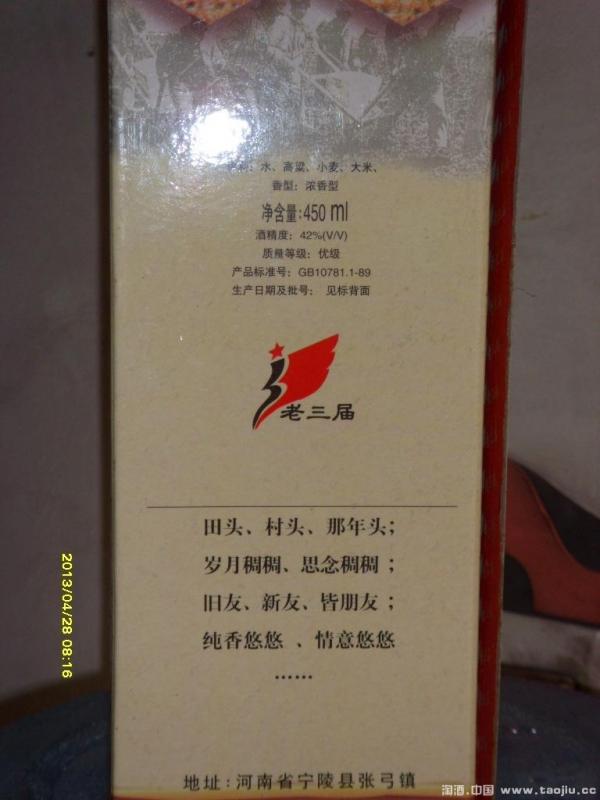 水、高粱、小麦、大米、
香型：浓香型
净含量：450 ml
酒精度：42%(V/V)
质量等级：优级
产品标准号：GB10781.1-89
生产日期及批号：见标背面
老三届
田头、村头、那年头；
岁月稠稠、思念稠稠；
旧友、新友、皆朋友；
纯香悠悠 、情意悠悠
……
地址：河南省宁陵县张弓镇
2013/04/28 08:16
淘酒.中国 www.taojiu.cc